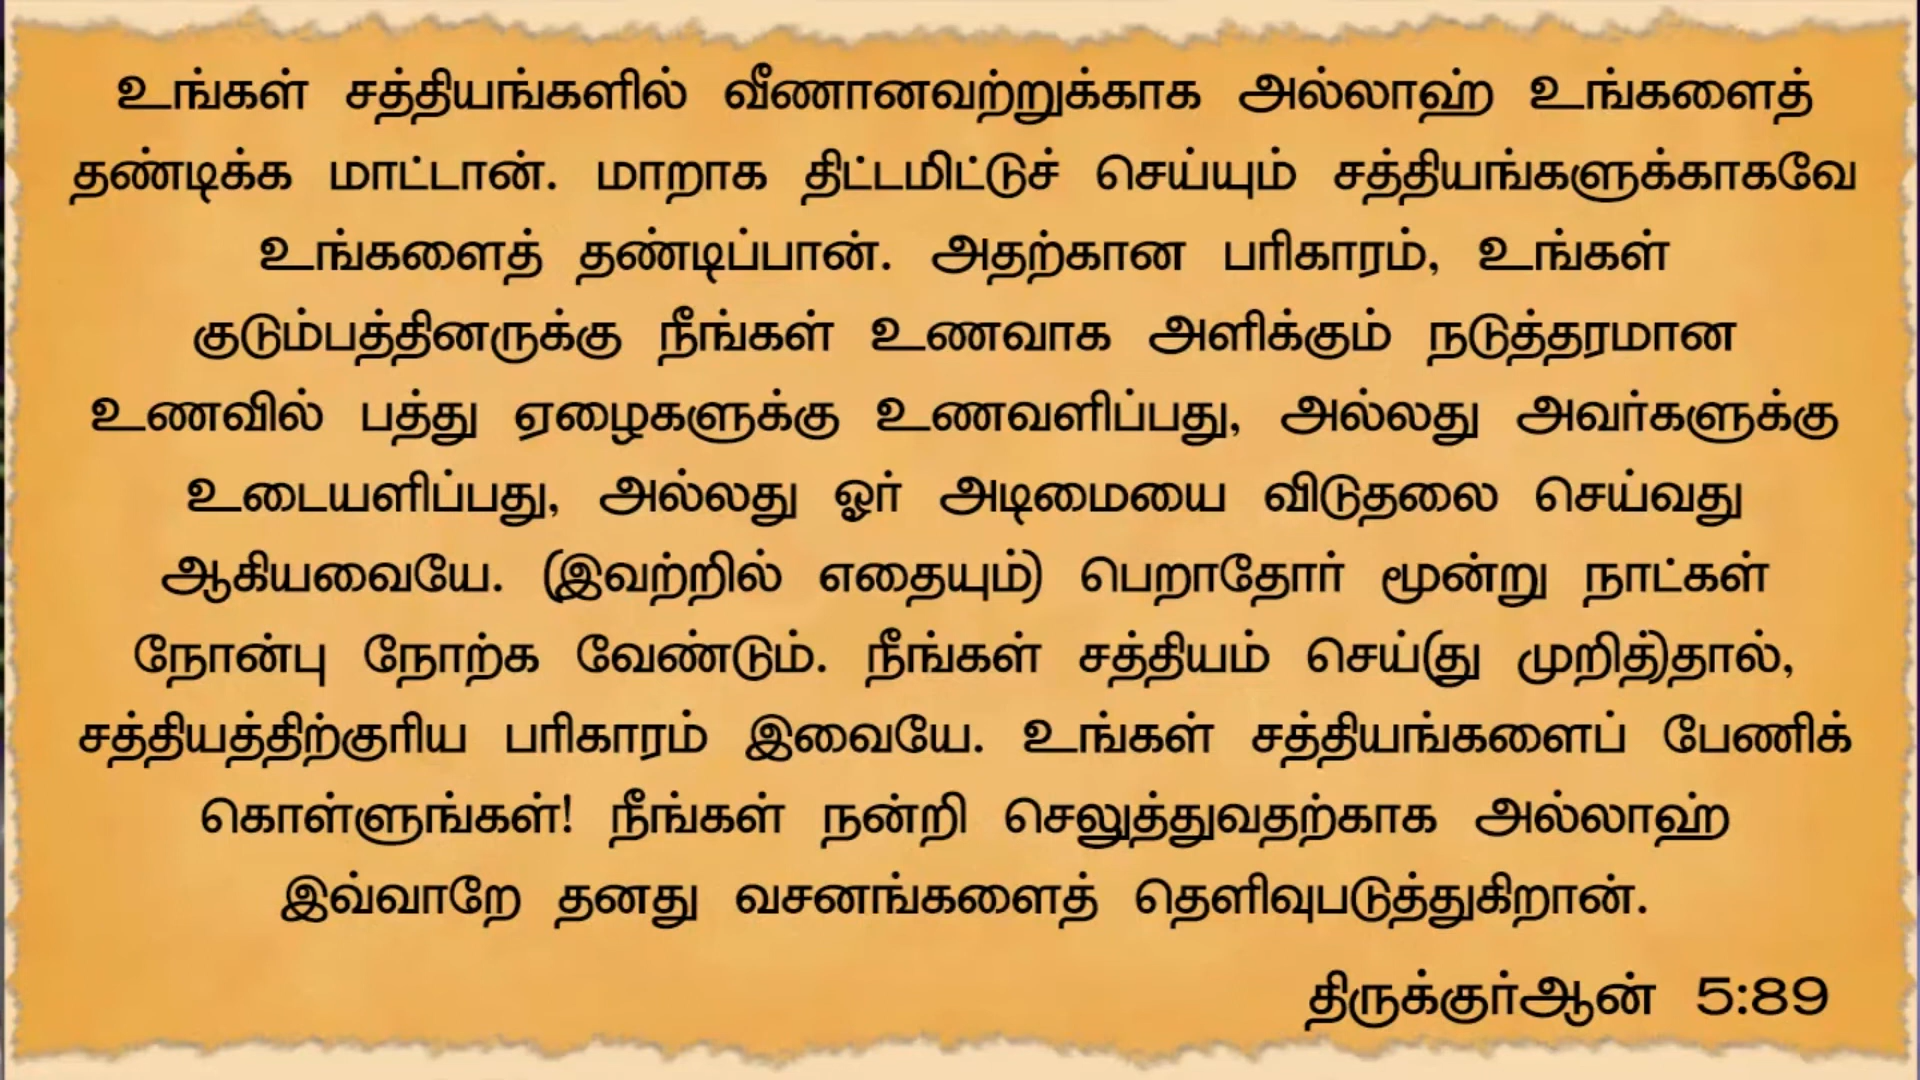 உங்கள் சத்தியங்களில் வீணானவற்றுக்காக அல்லாஹ் உங்களைத்
தண்டிக்க மாட்டான். மாறாக திட்டமிட்டுச் செய்யும் சத்தியங்களுக்காகவே
உங்களைத் தண்டிப்பான். அதற்கான பரிகாரம், உங்கள்
குடும்பத்தினருக்கு நீங்கள் உணவாக அளிக்கும் நடுத்தரமான
உணவில் பத்து ஏழைகளுக்கு உணவளிப்பது, அல்லது அவர்களுக்கு
உடையளிப்பது, அல்லது ஓர் அடிமையை விடுதலை செய்வது
ஆகியவையே. (இவற்றில் எதையும்) பெறாதோர் மூன்று நாட்கள்
நோன்பு நோற்க வேண்டும். நீங்கள் சத்தியம் செய்(து முறித்)தால்,
சத்தியத்திற்குரிய பரிகாரம் இவையே. உங்கள் சத்தியங்களைப் பேணிக்
கொள்ளுங்கள்! நீங்கள் நன்றி செலுத்துவதற்காக அல்லாஹ்
இவ்வாறே தனது வசனங்களைத் தெளிவுபடுத்துகிறான்.
திருக்குர்ஆன் 5:89